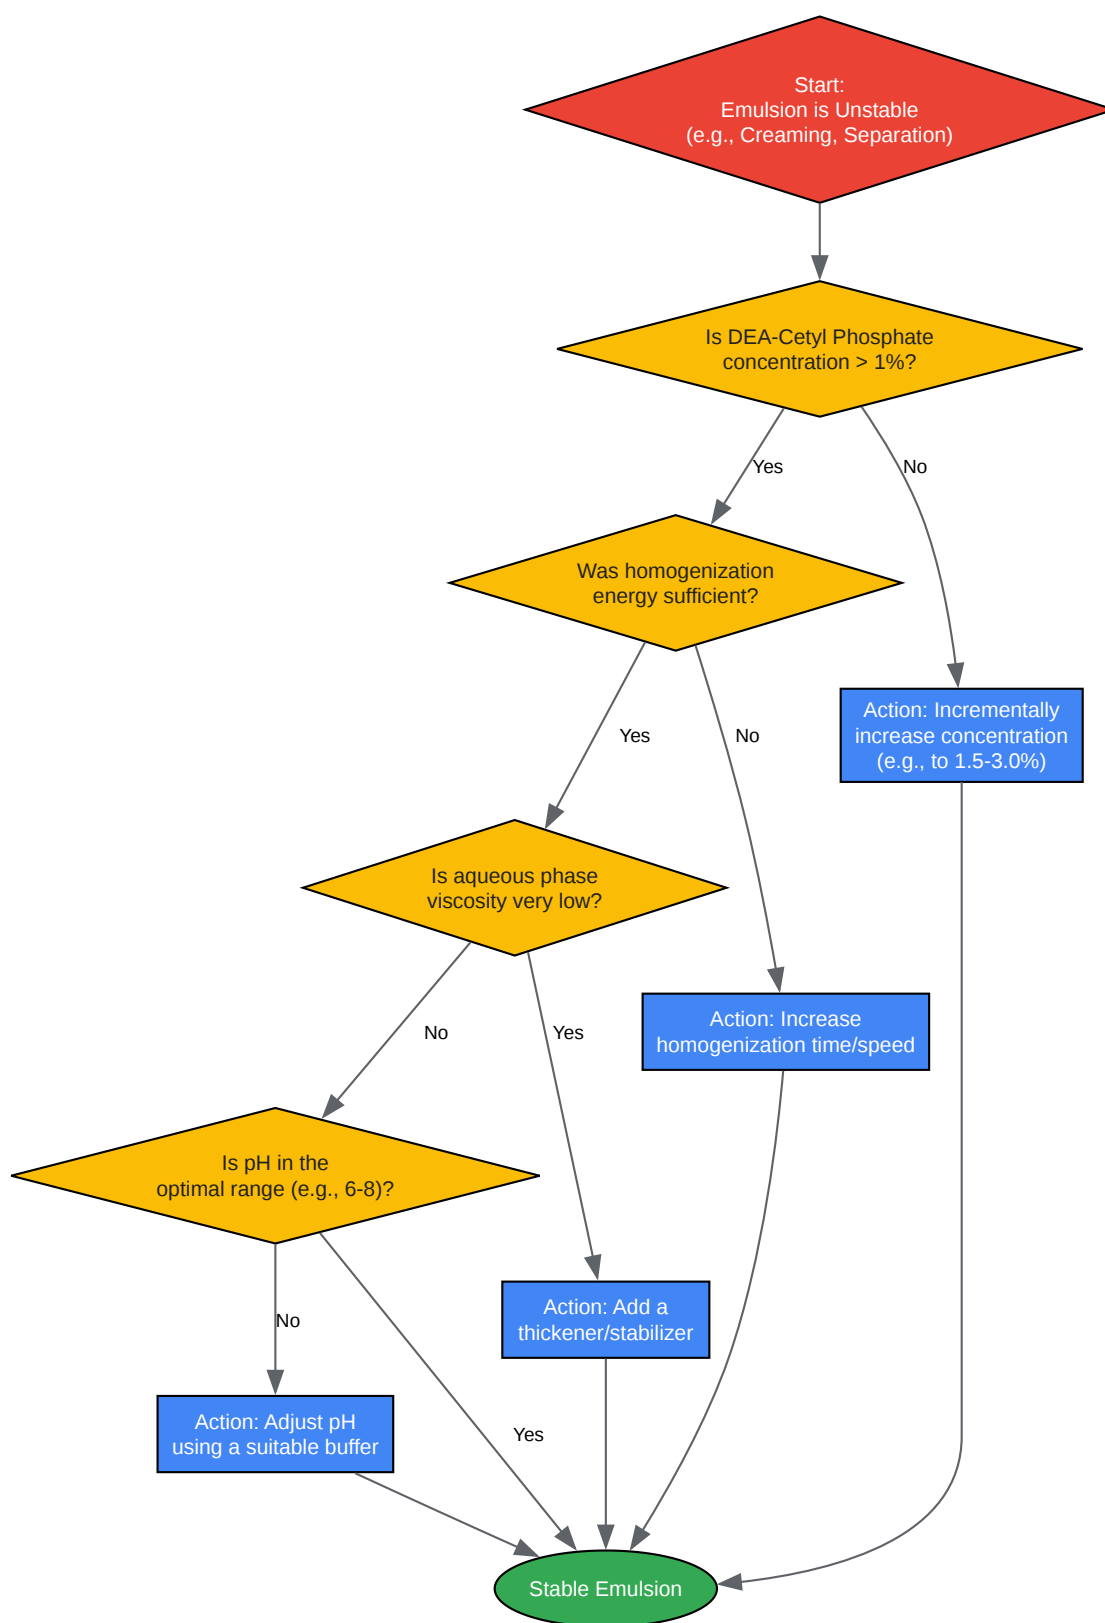 Start:
Emulsion is Unstable
(e.g., Creaming, Separation)
Is DEA-Cetyl Phosphate
concentration > 1%?
Yes
No
Was homogenization
energy sufficient?
Action: Incrementally
increase concentration
(e.g., to 1.5-3.0%)
Yes
No
Is aqueous phase
viscosity very low?
Action: Increase
homogenization time/speed
No
Yes
Is pH in the
optimal range (e.g., 6-8)?
Action: Add a
thickener/stabilizer
No
Action: Adjust pH
using a suitable buffer
Yes
Stable Emulsion